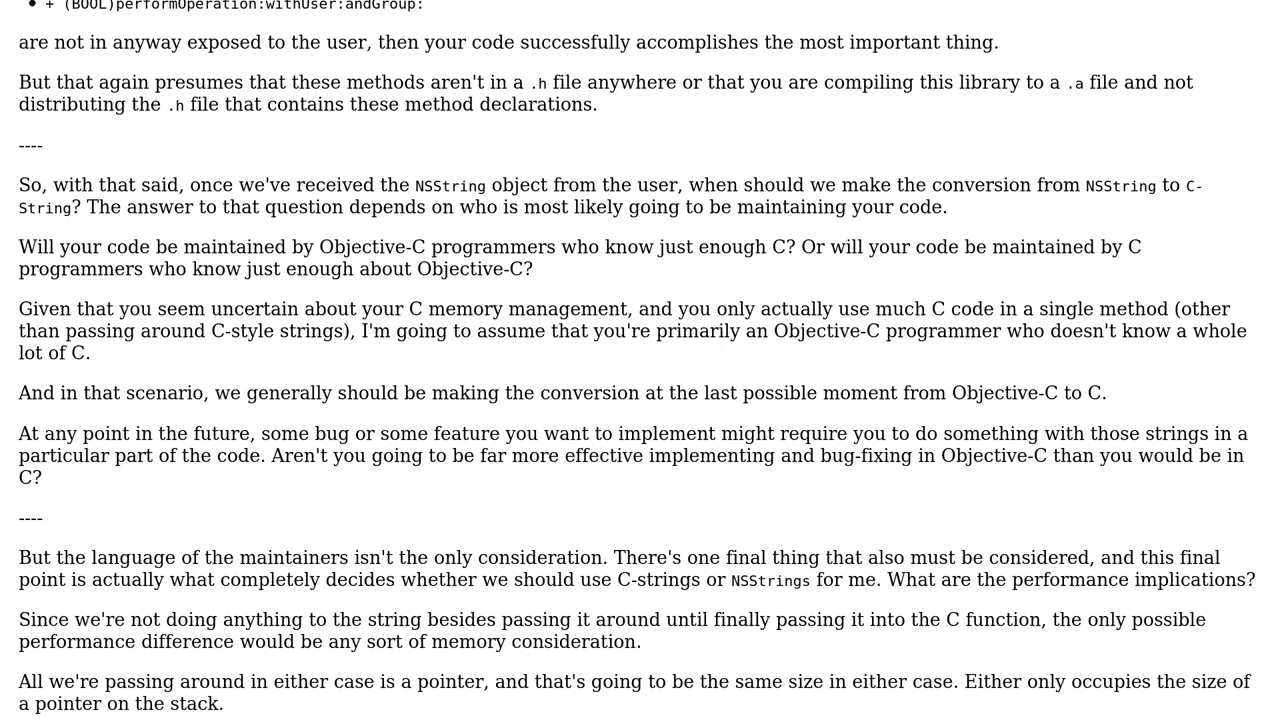 • + (BOOL)performOperation:withUser:andGroup:
are not in anyway exposed to the user, then your code successfully accomplishes the most important thing.
But that again presumes that these methods aren't in a .h file anywhere or that you are compiling this library to a .a file and not
distributing the .h file that contains these method declarations.
----
So, with that said, once we've received the NSString object from the user, when should we make the conversion from NSString to C-
String? The answer to that question depends on who is most likely going to be maintaining your code.
Will your code be maintained by Objective-C programmers who know just enough C? Or will your code be maintained by C
programmers who know just enough about Objective-C?
Given that you seem uncertain about your C memory management, and you only actually use much C code in a single method (other
than passing around C-style strings), I'm going to assume that you're primarily an Objective-C programmer who doesn't know a whole
lot of C.
And in that scenario, we generally should be making the conversion at the last possible moment from Objective-C to C.
At any point in the future, some bug or some feature you want to implement might require you to do something with those strings in a
particular part of the code. Aren't you going to be far more effective implementing and bug-fixing in Objective-C than you would be in
C?
----
But the language of the maintainers isn't the only consideration. There's one final thing that also must be considered, and this final
point is actually what completely decides whether we should use C-strings or NSStrings for me. What are the performance implications?
Since we're not doing anything to the string besides passing it around until finally passing it into the C function, the only possible
performance difference would be any sort of memory consideration.
All we're passing around in either case is a pointer, and that's going to be the same size in either case. Either only occupies the size of
a pointer on the stack.